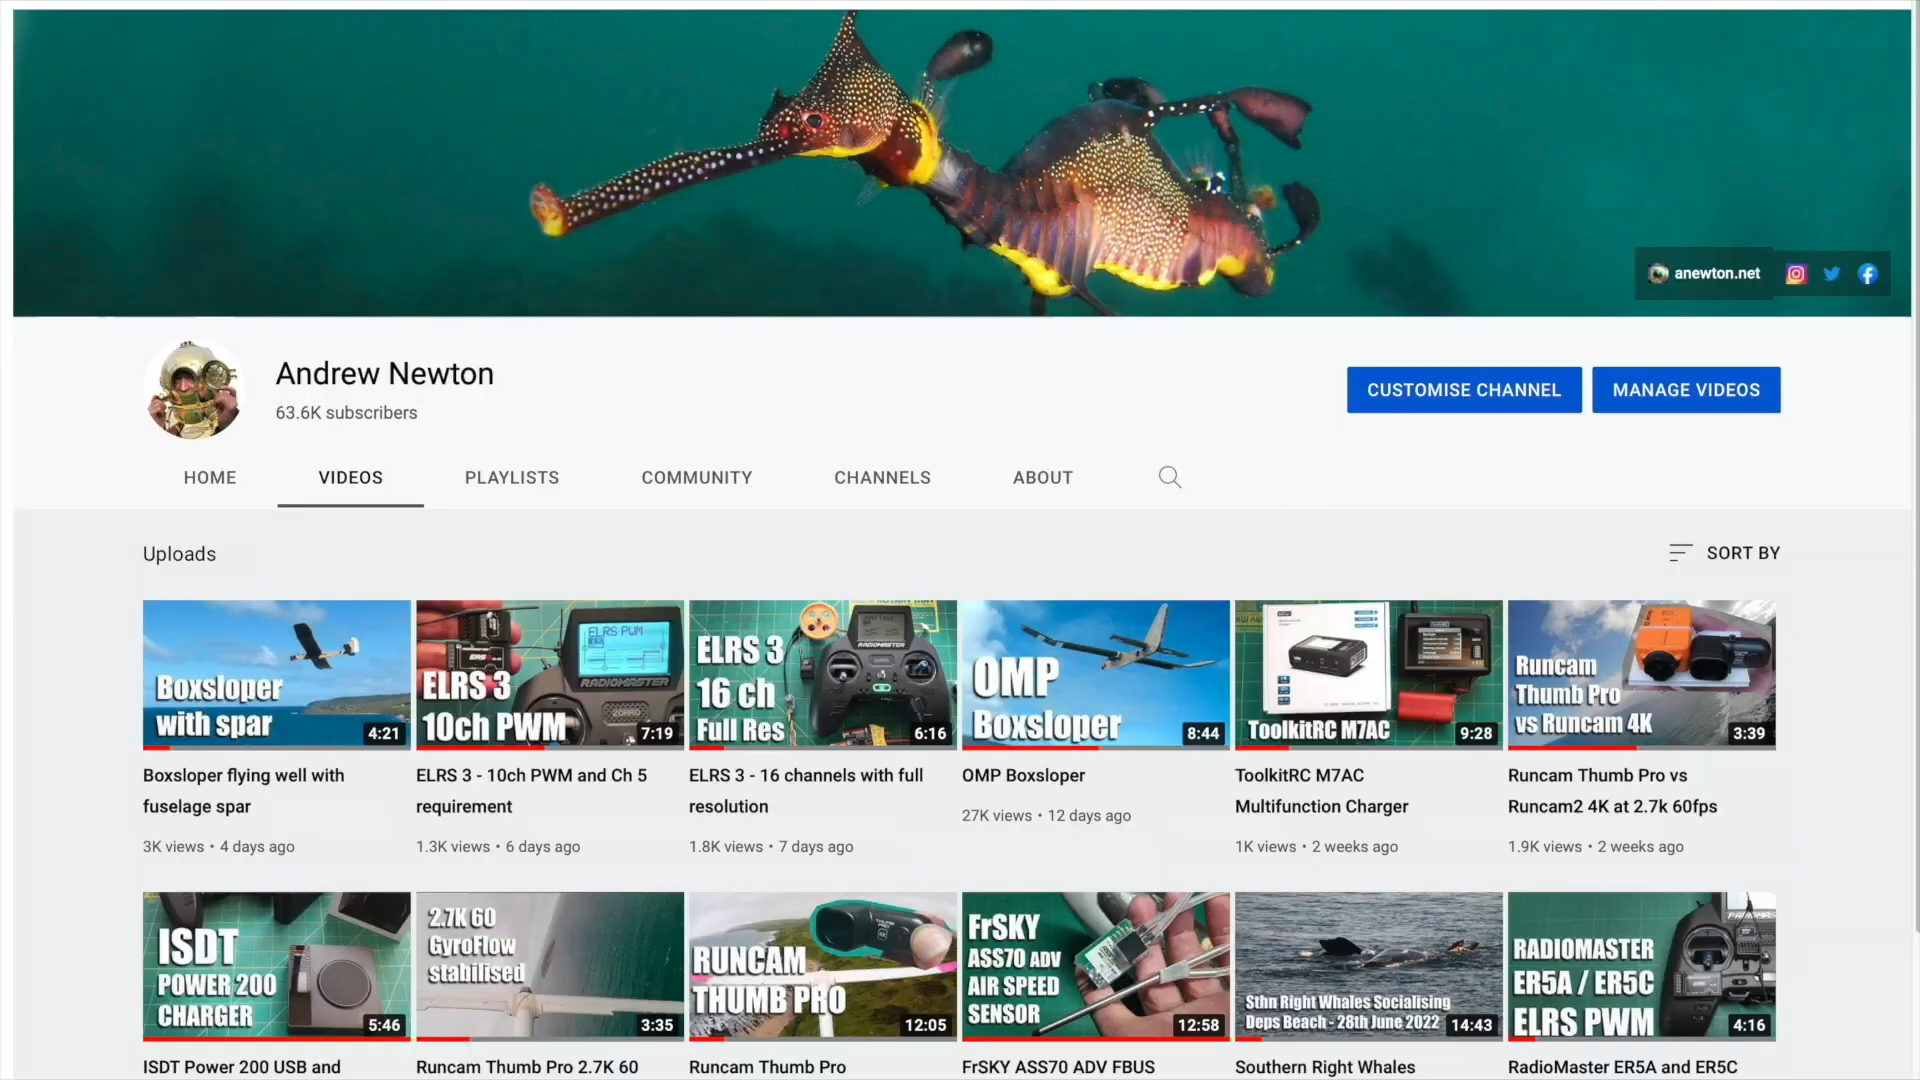 anewton.net
Andrew Newton
63.6K subscribers
CUSTOMISE CHANNEL
MANAGE VIDEOS
HOME
VIDEOS
PLAYLISTS
COMMUNITY
CHANNELS
ABOUT
Uploads
SORT BY
Boxsloper
with spar
4:21
ELRS PWM
RADIOMASTER
ZORRO
ELRS 3
10ch PWM
7:19
RADIOMASTER
ELRS 3
16 ch
Full Res
6:16
OMP
Boxsloper
8:44
ToolkitRC M7AC
9:28
Runcam
Thumb Pro
vs Runcam 4K
3:39
Boxsloper flying well with
fuselage spar
3K views • 4 days ago
ELRS 3 - 10ch PWM and Ch 5
requirement
1.3K views • 6 days ago
ELRS 3 - 16 channels with full
resolution
1.8K views • 7 days ago
OMP Boxsloper
27K views • 12 days ago
ToolkitRC M7AC
Multifunction Charger
1K views • 2 weeks ago
Runcam Thumb Pro vs
Runcam2 4K at 2.7k 60fps
1.9K views • 2 weeks ago
ISDT
POWER 200
CHARGER
5:46
2.7K 60
GyroFlow
stabilised
3:35
RUNCAM
THUMB PRO
12:05
FrSKY
ASS70 ADV
AIR SPEED
SENSOR
12:58
Sthn Right Whales Socialising
Deps Beach - 28th June 2022
14:43
RADIOMASTER
ER5A / ER5C
ELRS PWM
4:16
ISDT Power 200 USB and
Runcam Thumb Pro 2.7K 60
Runcam Thumb Pro
FrSKY ASS70 ADV FBUS
Southern Right Whales
RadioMaster ER5A and ER5C